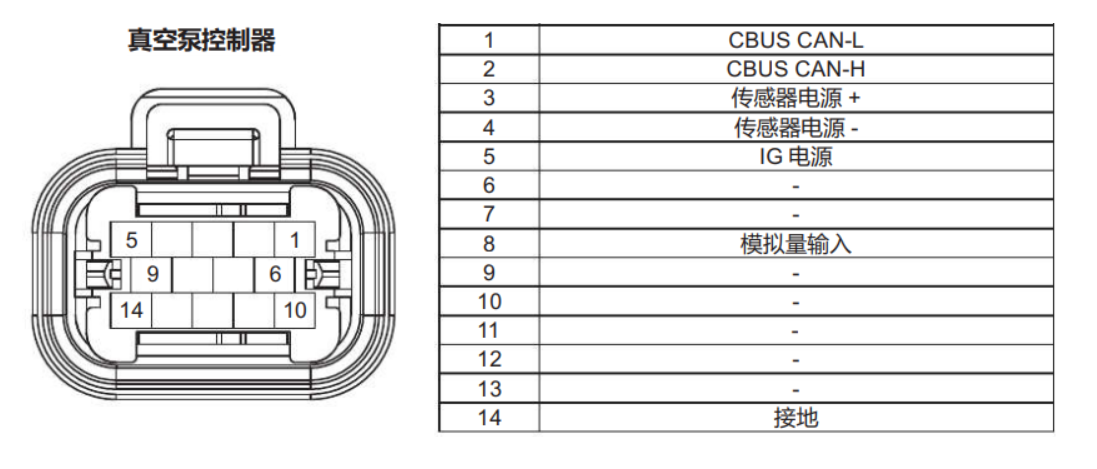 真空泵控制器
5 1
9 6
14 10
1 CBUS CAN-L
2 CBUS CAN-H
3 传感器电源 +
4 传感器电源 -
5 IG 电源
6 -
7 -
8 模拟量输入
9 -
10 -
11 -
12 -
13 -
14 接地